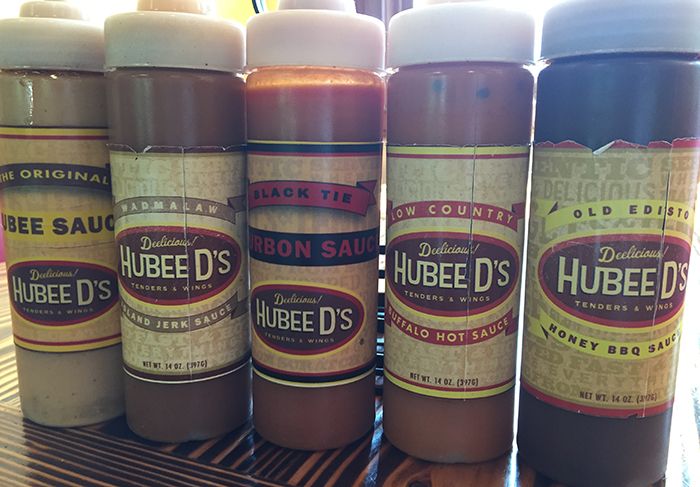 THE ORIGINAL
UBEE SAUC
Deelicious!
HUBEE D'S
TENDERS & WINGS
WADMALAW
Deelicious!
HUBEE D'S
TENDERS & WINGS
LAND JERK SAUCE
NET WT. 14 OZ. (397G)
BLACK TIE
RBON SAUC
Deelicious!
HUBEE D'S
TENDERS & WINGS
LOW COUNTRY
Deelicious!
HUBEE D'S
TENDERS & WINGS
UFFALO HOT SAUCE
NET WT. 14 OZ. (397G)
DELICIOUS
OLD EDISTO
Deelicious!
HUBEE D'S
TENDERS & WINGS
HONEY BBQ SAUC
NET WT. 14 OZ. (397G)